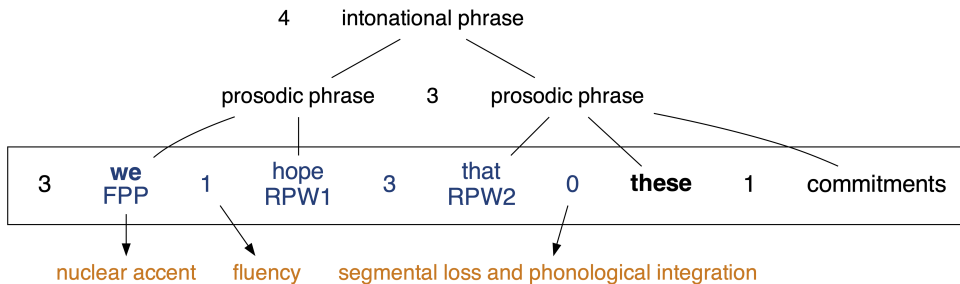 4 intonational phrase
prosodic phrase 3 prosodic phrase
3 we 1 hope 3 that 0 these 1 commitments
FPP RPW1 RPW2
nuclear accent fluency segmental loss and phonological integration